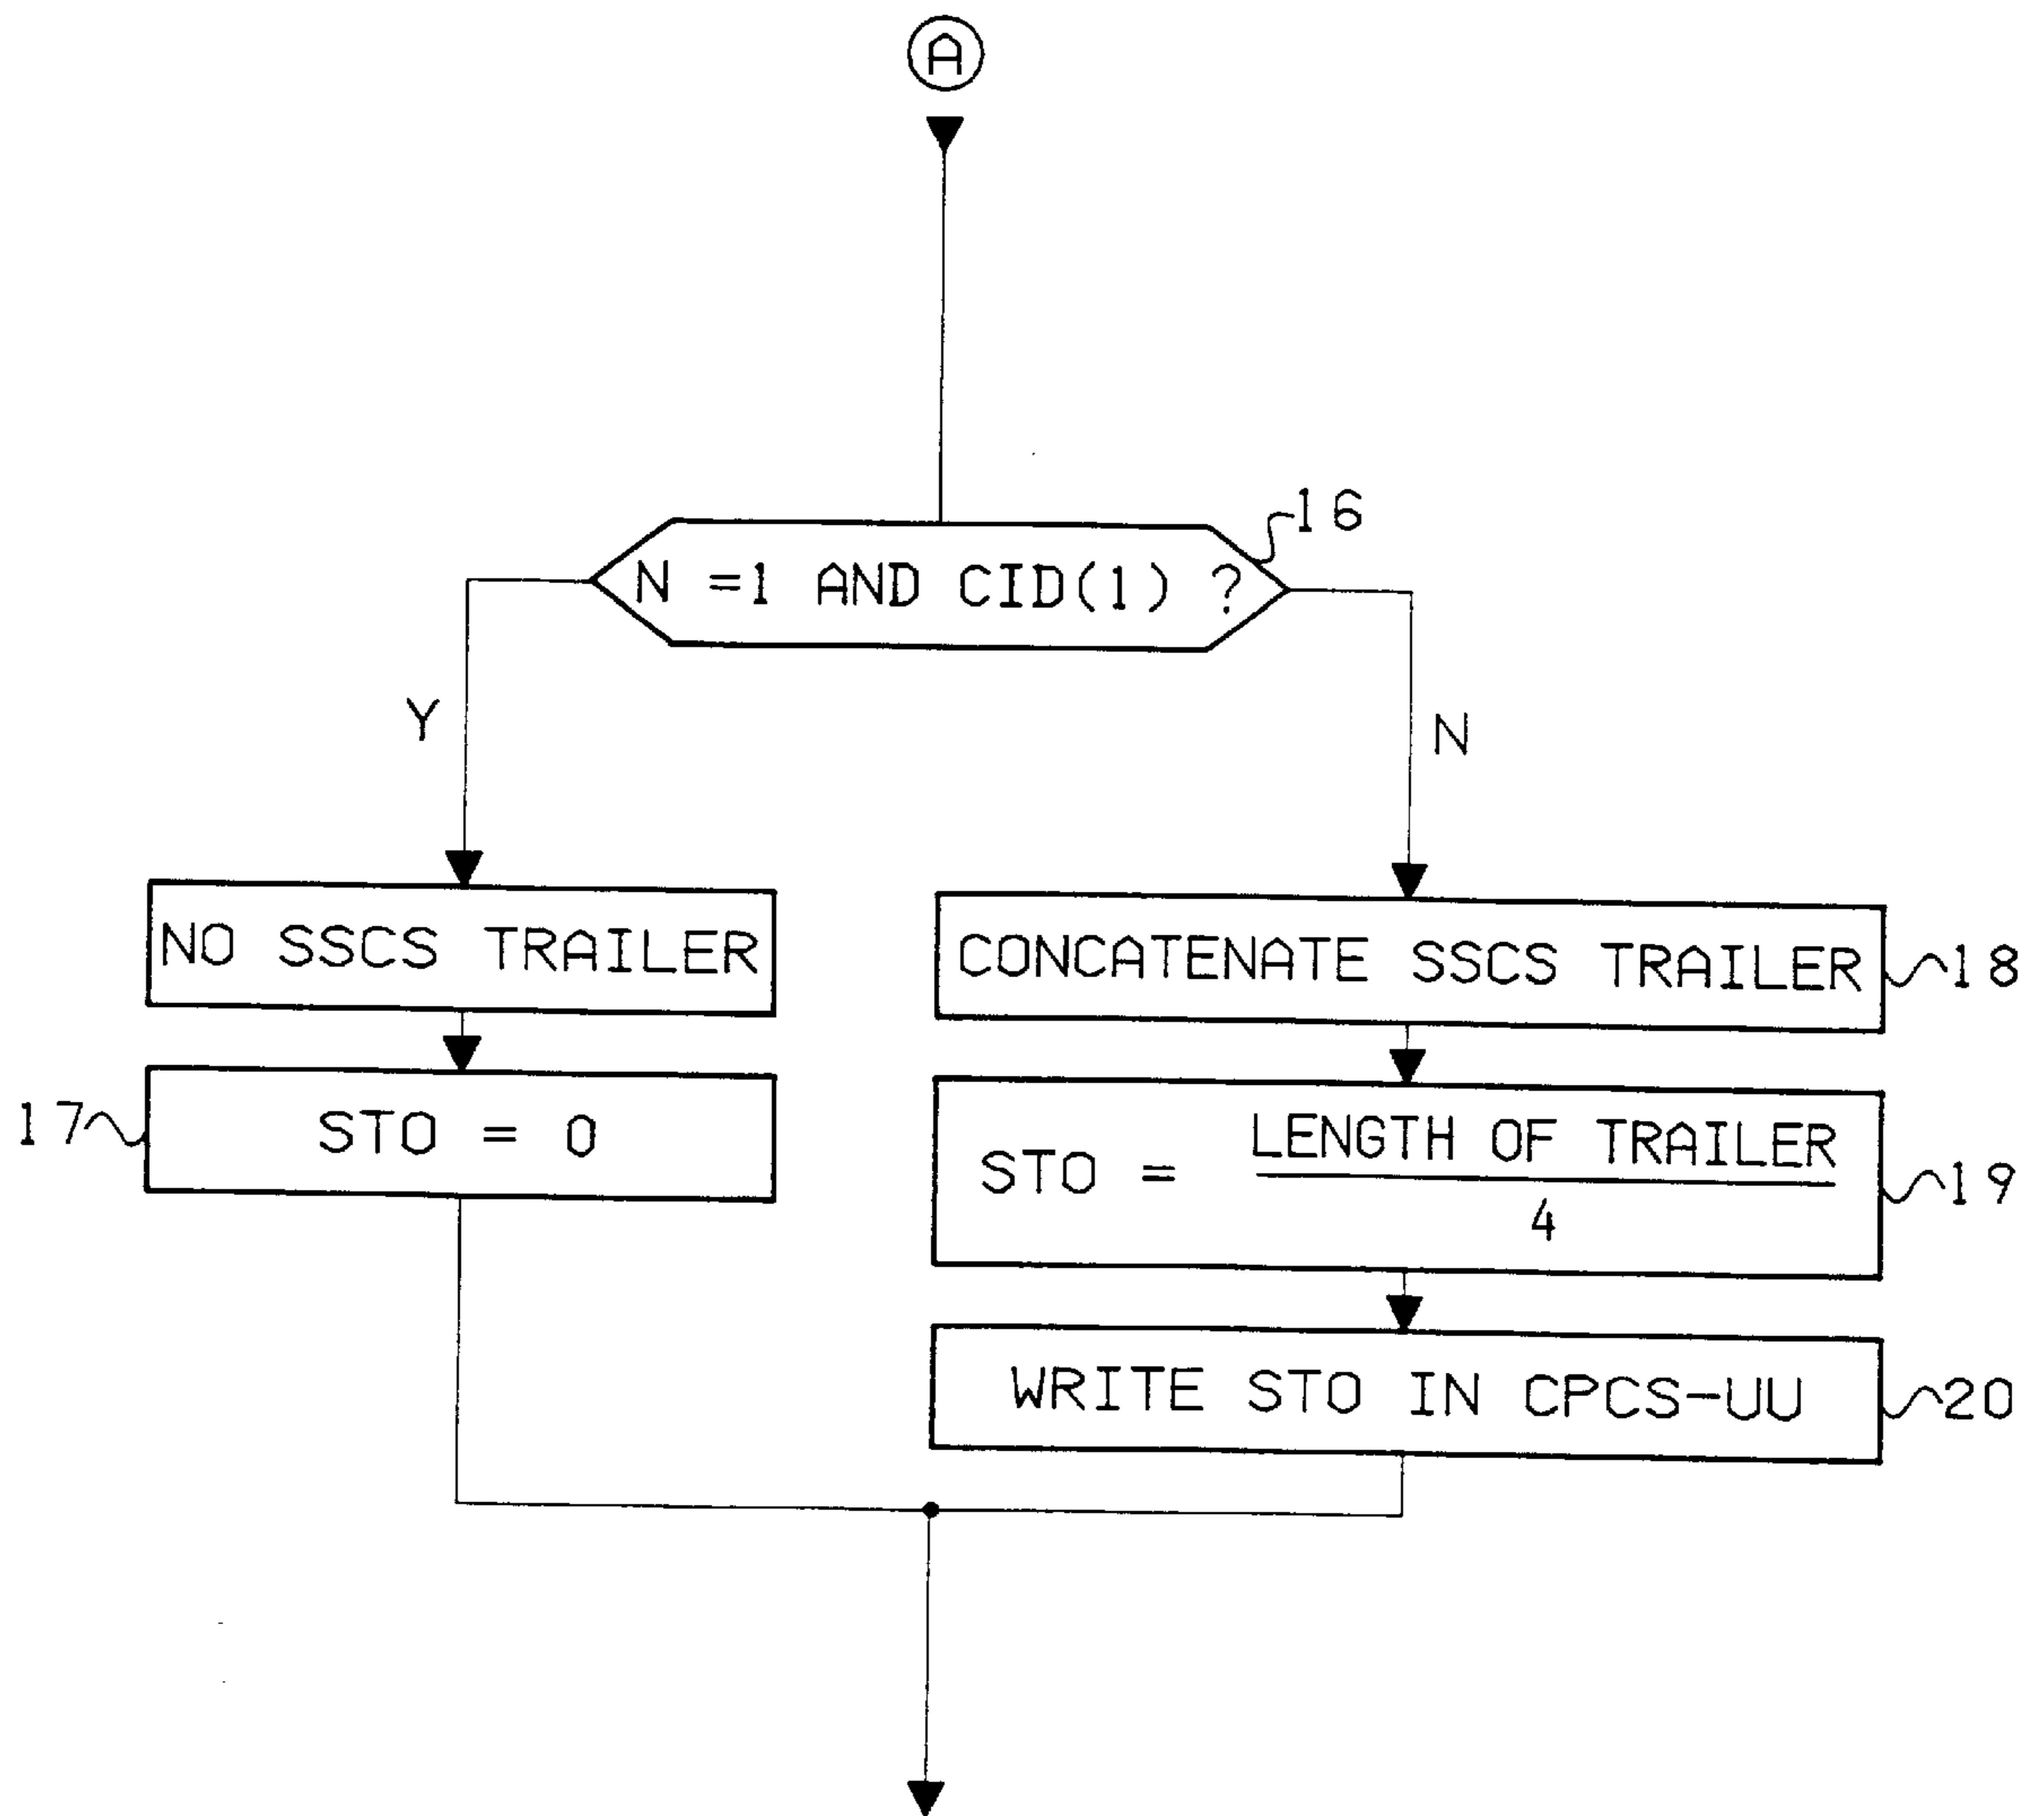 A
16
N =1 AND CID(1) ?
Y
N
NO SSCS TRAILER
CONCATENATE SSCS TRAILER
18
17
STO = 0
STO = LENGTH OF TRAILER
4
19
WRITE STO IN CPCS-UU
20